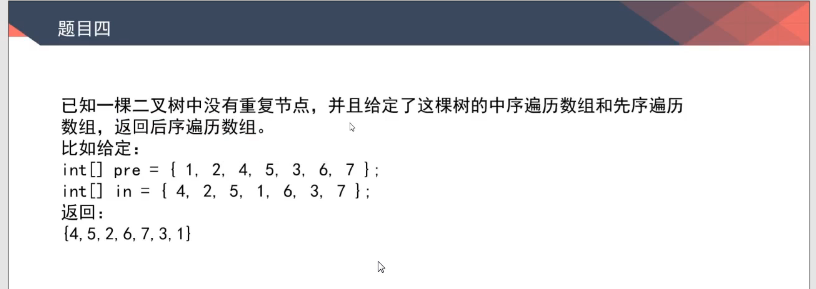 题目四
已知一棵二叉树中没有重复节点，并且给定了这棵树的中序遍历数组和先序遍历
数组，返回后序遍历数组。
比如给定：
int[] pre = { 1, 2, 4, 5, 3, 6, 7 };
int[] in = { 4, 2, 5, 1, 6, 3, 7 };
返回：
{4,5,2,6,7,3,1}